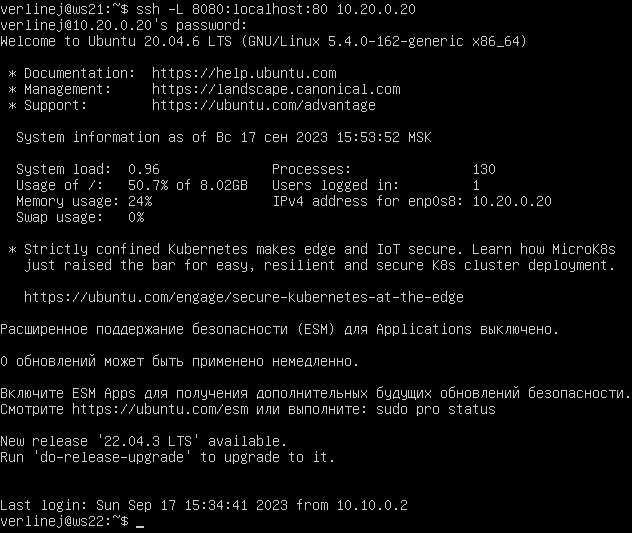 verlinej@ws21:~$ ssh -L 8080:localhost:80 10.20.0.20
verlinej@10.20.0.20's password:
Welcome to Ubuntu 20.04.6 LTS (GNU/Linux 5.4.0-162-generic x86_64)
* Documentation:  https://help.ubuntu.com
* Management:     https://landscape.canonical.com
* Support:        https://ubuntu.com/advantage
System information as of Вс 17 сен 2023 15:53:52 MSK
System load:  0.96              Processes:               130
Usage of /:   50.7% of 8.02GB   Users logged in:         1
Memory usage: 24%               IPv4 address for enp0s8: 10.20.0.20
Swap usage:   0%
* Strictly confined Kubernetes makes edge and IoT secure. Learn how MicroK8s
just raised the bar for easy, resilient and secure K8s cluster deployment.
https://ubuntu.com/engage/secure-kubernetes-at-the-edge
Расширенное поддержание безопасности (ESM) для Applications выключено.
0 обновлений может быть применено немедленно.
Включите ESM Apps для получения дополнительных будущих обновлений безопасности.
Смотрите https://ubuntu.com/esm или выполните: sudo pro status
New release '22.04.3 LTS' available.
Run 'do-release-upgrade' to upgrade to it.
Last login: Sun Sep 17 15:34:41 2023 from 10.10.0.2
verlinej@ws22:~$ _